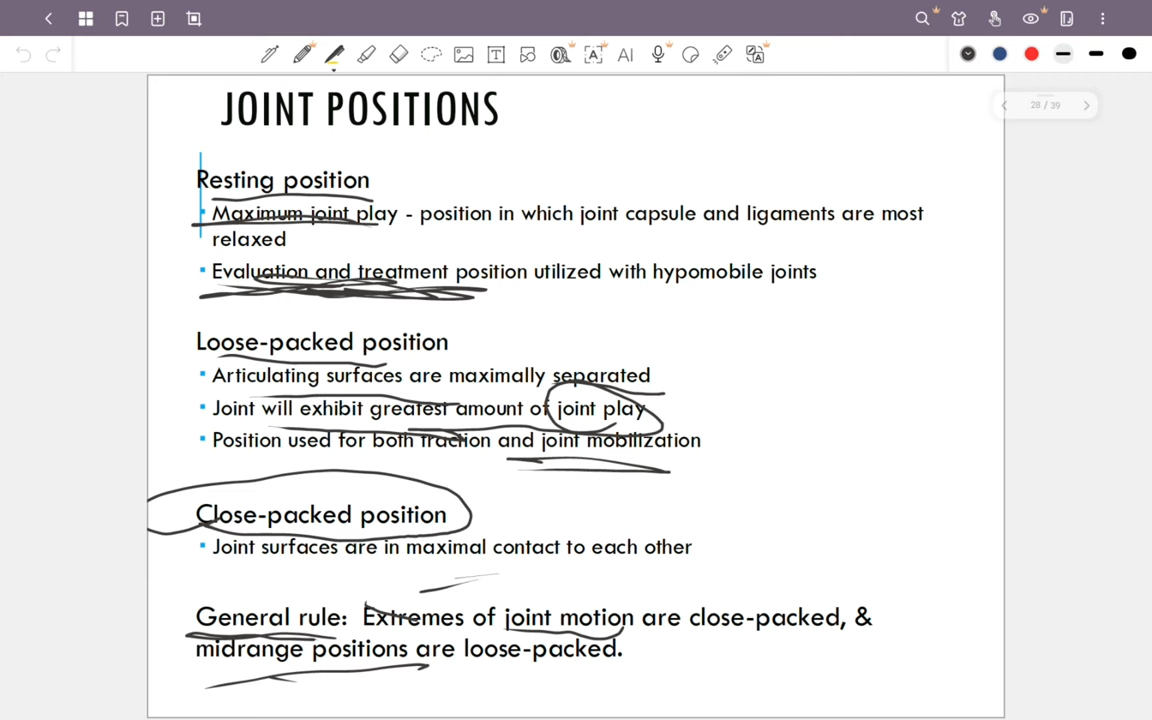 28 / 39
JOINT POSITIONS
Resting position
▪ Maximum joint play - position in which joint capsule and ligaments are most
relaxed
▪ Evaluation and treatment position utilized with hypomobile joints
Loose-packed position
▪ Articulating surfaces are maximally separated
▪ Joint will exhibit greatest amount of joint play
▪ Position used for both traction and joint mobilization
Close-packed position
▪ Joint surfaces are in maximal contact to each other
General rule: Extremes of joint motion are close-packed, &
midrange positions are loose-packed.